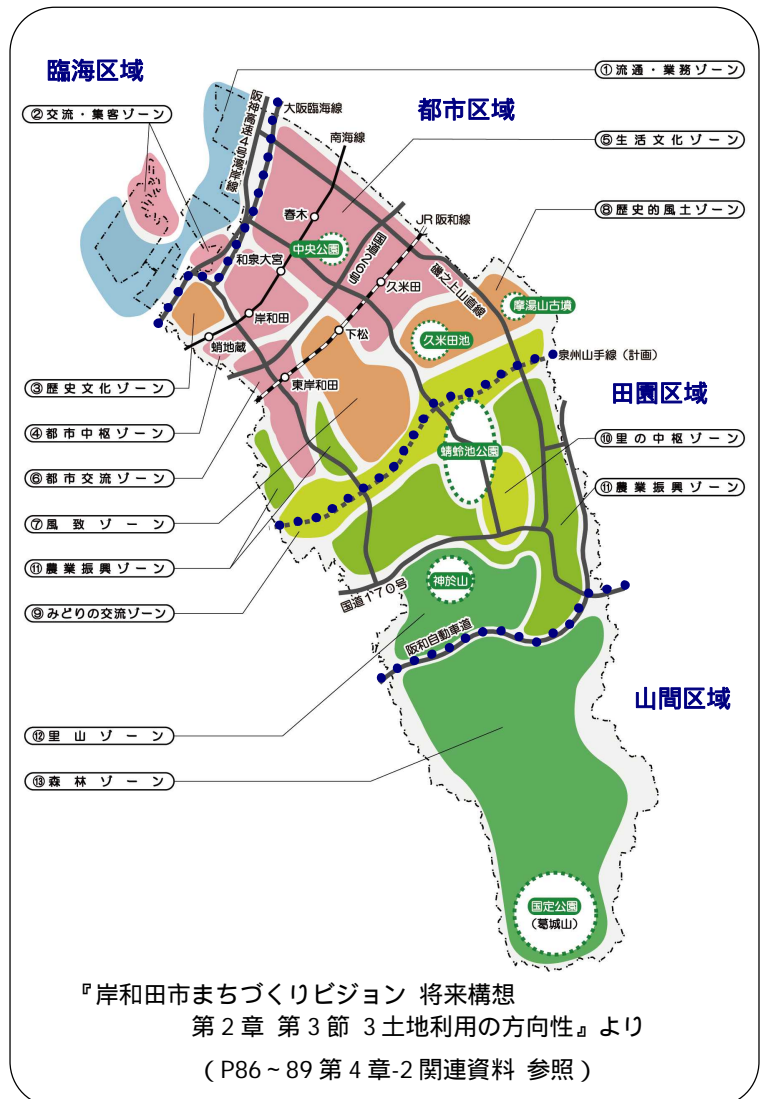 臨海区域
①流通・業務ゾーン
②交流・集客ゾーン
阪神高速4号湾岸線
大阪臨海線
都市区域
南海線
⑤生活文化ゾーン
⑧歴史的風土ゾーン
春木
JR阪和線
中央公園
国道26号
和泉大宮
久米田
磯之上山直線
摩湯山古墳
岸和田
下松
久米田池
蛸地蔵
泉州山手線（計画）
東岸和田
③歴史文化ゾーン
田園区域
④都市中枢ゾーン
⑩里の中枢ゾーン
蜻蛉池公園
⑥都市交流ゾーン
⑪農業振興ゾーン
⑦風致ゾーン
⑪農業振興ゾーン
神於山
国道170号
⑨みどりの交流ゾーン
阪和自動車道
山間区域
⑫里山ゾーン
⑬森林ゾーン
国定公園
（葛城山）
『岸和田市まちづくりビジョン 将来構想
第2章 第3節 3土地利用の方向性』より
（P86～89 第4章-2 関連資料 参照）